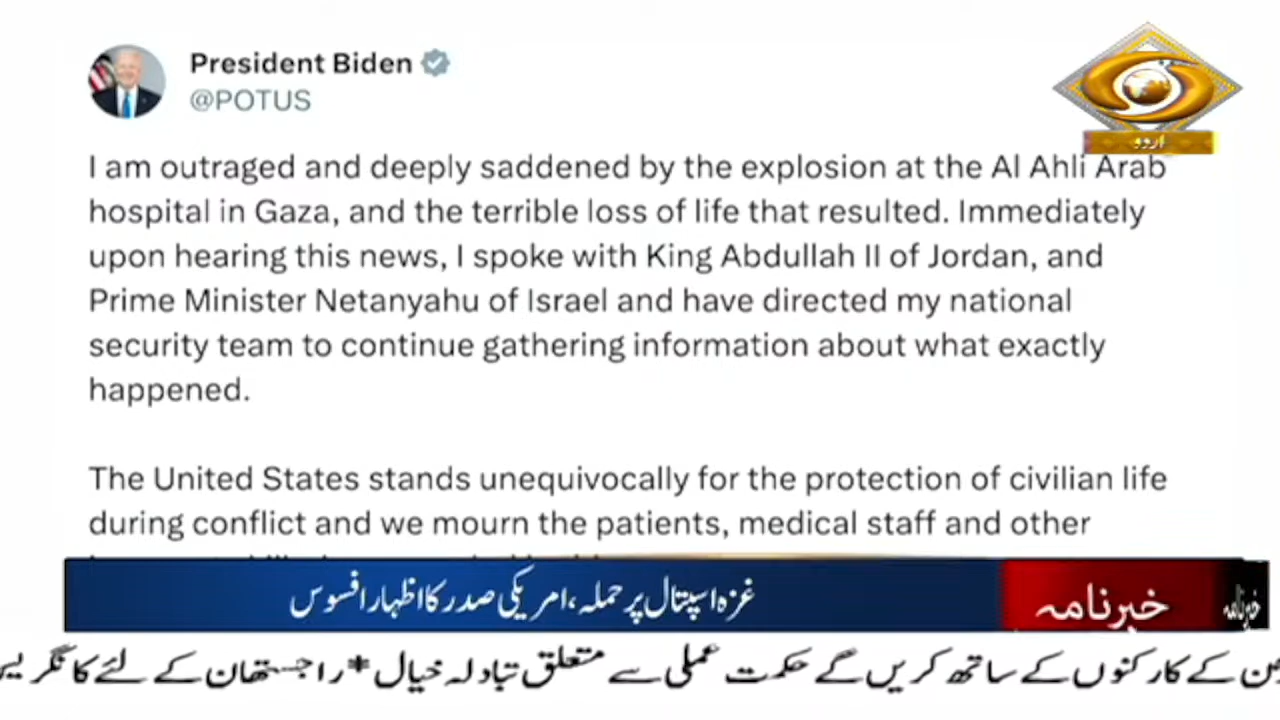 President Biden
@POTUS
اردو
I am outraged and deeply saddened by the explosion at the Al Ahli Arab
hospital in Gaza, and the terrible loss of life that resulted. Immediately
upon hearing this news, I spoke with King Abdullah II of Jordan, and
Prime Minister Netanyahu of Israel and have directed my national
security team to continue gathering information about what exactly
happened.
The United States stands unequivocally for the protection of civilian life
during conflict and we mourn the patients, medical staff and other
غزہ اسپتال پر حملہ، امریکی صدر کا اظہار افسوس
خبرنامہ
خبرنامہ
کے کارکنوں کے ساتھ کریں گے حکمت عملی سے متعلق تبادلہ خیال * راجستھان کے لئے